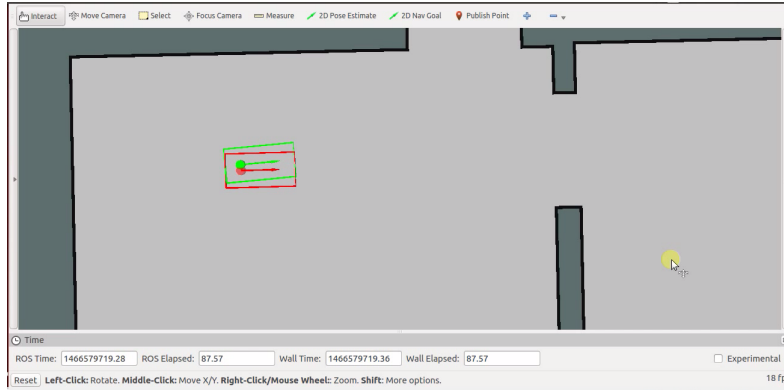 Interact Move Camera Select Focus Camera Measure 2D Pose Estimate 2D Nav Goal Publish Point
Time
ROS Time: 1466579719.28 ROS Elapsed: 87.57 Wall Time: 1466579719.36 Wall Elapsed: 87.57 Experimental
Reset Left-Click: Rotate. Middle-Click: Move X/Y. Right-Click/Mouse Wheel:: Zoom. Shift: More options. 18